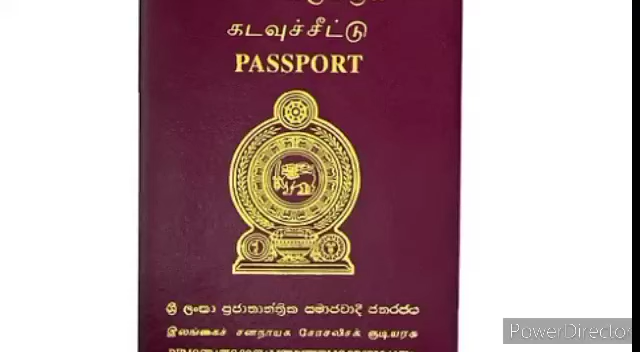 கடவுச்சீட்டு
PASSPORT
ශ්‍රී ලංකා ප්‍රජාතාන්ත්‍රික සමාජවාදී ජනරජය
இலங்கைச் சனநாயக சோசலிசக் குடியரசு
PowerDirector